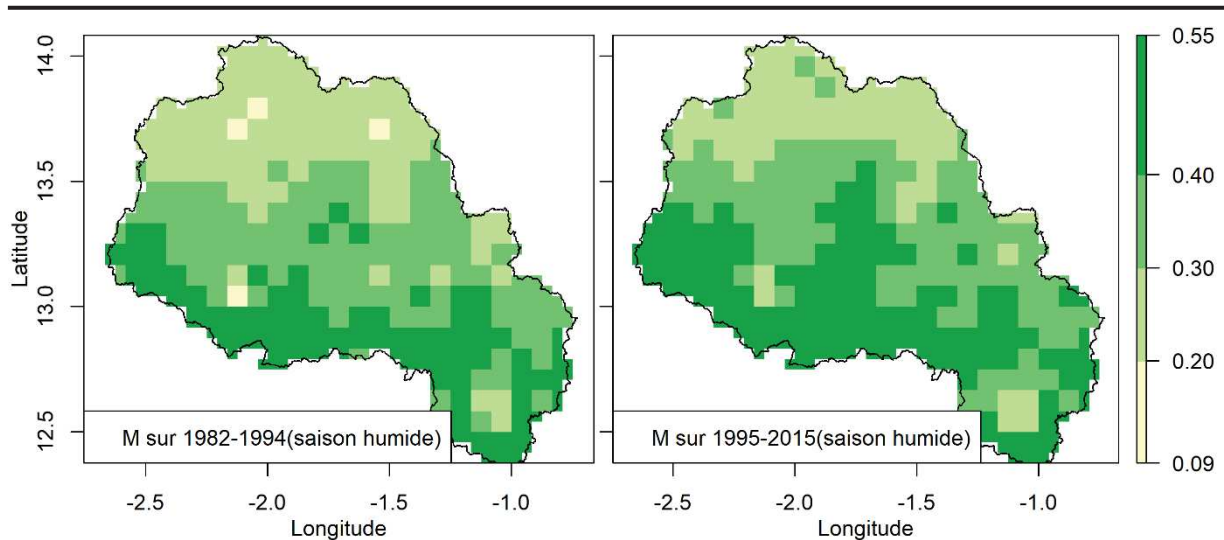 Latitude
14.0
13.5
13.0
12.5
M sur 1982-1994(saison humide)
-2.5 -2.0 -1.5 -1.0
Longitude
M sur 1995-2015(saison humide)
-2.5 -2.0 -1.5 -1.0
Longitude
0.55
0.40
0.30
0.20
0.09